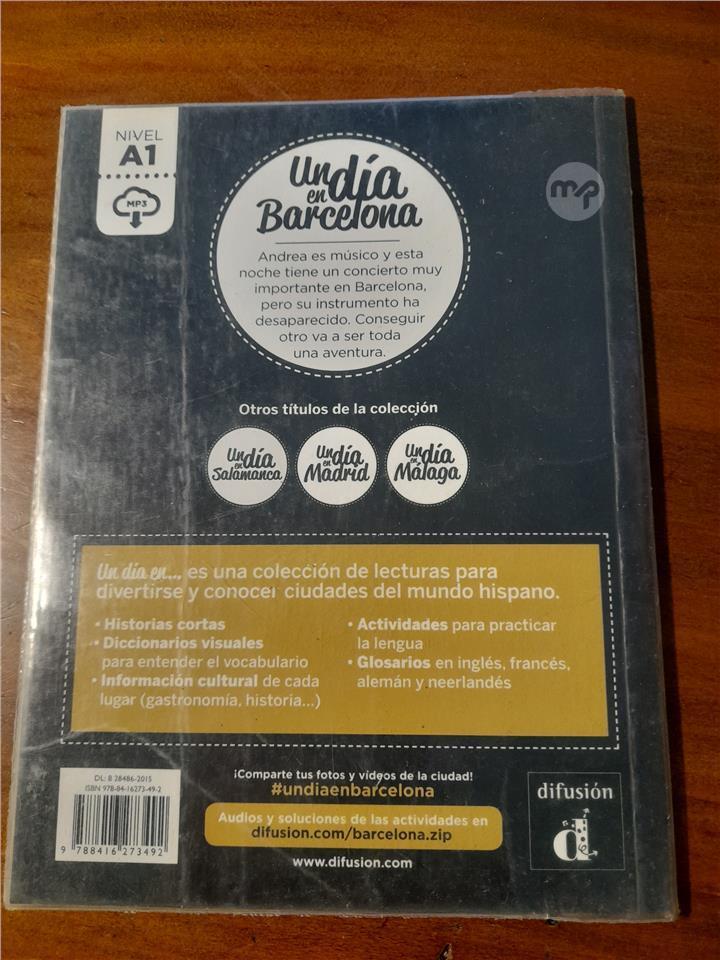 NIVEL
A1
MP3
Un día
en
Barcelona
mp
Andrea es músico y esta
noche tiene un concierto muy
importante en Barcelona,
pero su instrumento ha
desaparecido. Conseguir
otro va a ser toda
una aventura.
Otros títulos de la colección
Un día
en
Salamanca
Un día
en
Madrid
Un día
en
Málaga
Un día en... es una colección de lecturas para
divertirse y conocer ciudades del mundo hispano.
• Historias cortas
• Diccionarios visuales
para entender el vocabulario
• Información cultural de cada
lugar (gastronomía, historia...)
• Actividades para practicar
la lengua
• Glosarios en inglés, francés,
alemán y neerlandés
DL: B 28486-2015
ISBN 978-84-16273-49-2
9 788416 273492
¡Comparte tus fotos y vídeos de la ciudad!
#undiaenbarcelona
Audios y soluciones de las actividades en
difusion.com/barcelona.zip
www.difusion.com
difusión
d